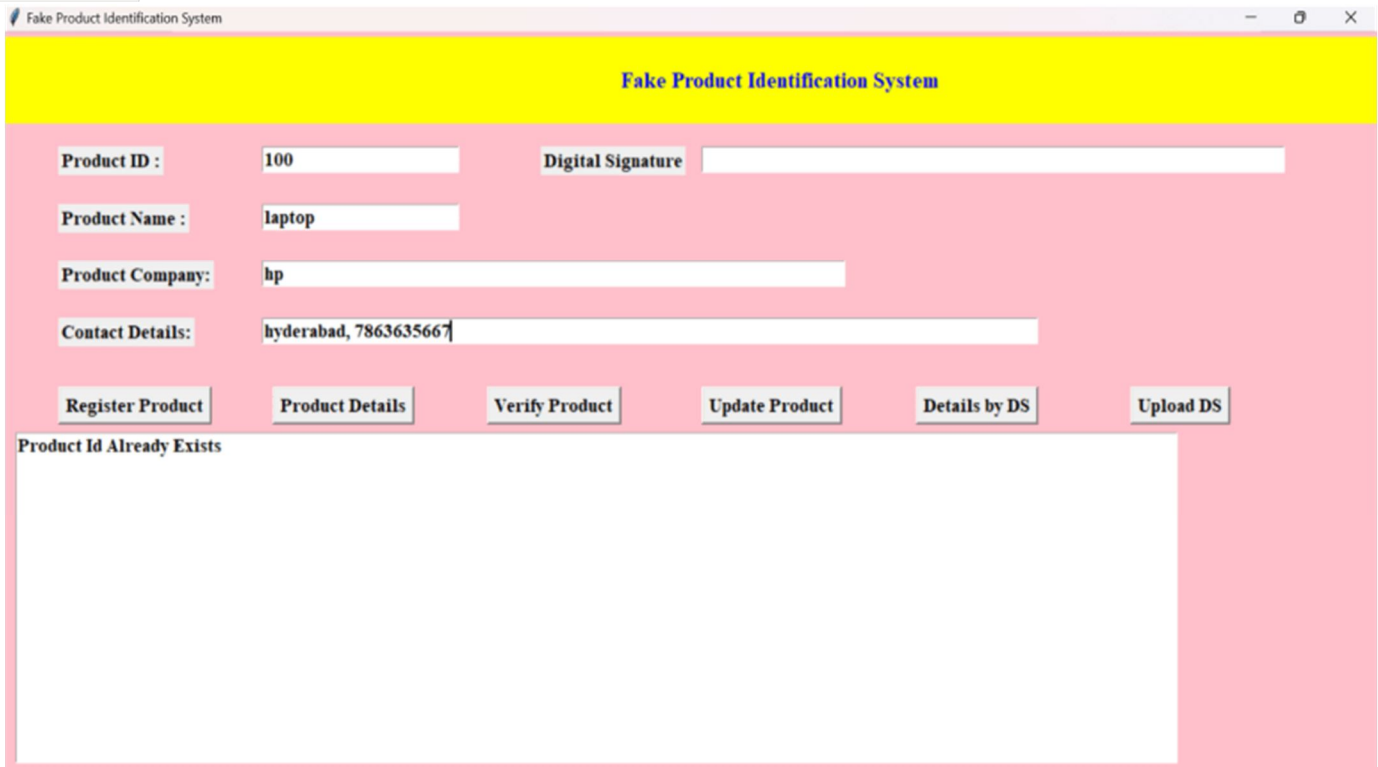 Fake Product Identification System
Fake Product Identification System
Product ID : 100 Digital Signature
Product Name : laptop
Product Company: hp
Contact Details: hyderabad, 7863635667
Register Product Product Details Verify Product Update Product Details by DS Upload DS
Product Id Already Exists